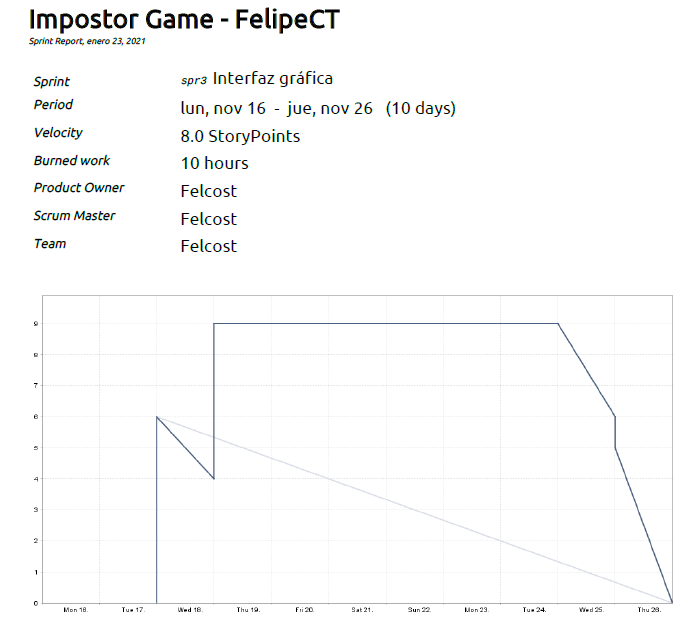 Impostor Game - FelipeCT
Sprint Report, enero 23, 2021
Sprint spr3 Interfaz gráfica
Period lun, nov 16 - jue, nov 26 (10 days)
Velocity 8.0 StoryPoints
Burned work 10 hours
Product Owner Felcost
Scrum Master Felcost
Team Felcost
9
8
7
6
5
4
3
2
1
0
Mon 16. Tue 17. Wed 18. Thu 19. Fri 20. Sat 21. Sun 22. Mon 23. Tue 24. Wed 25. Thu 26.